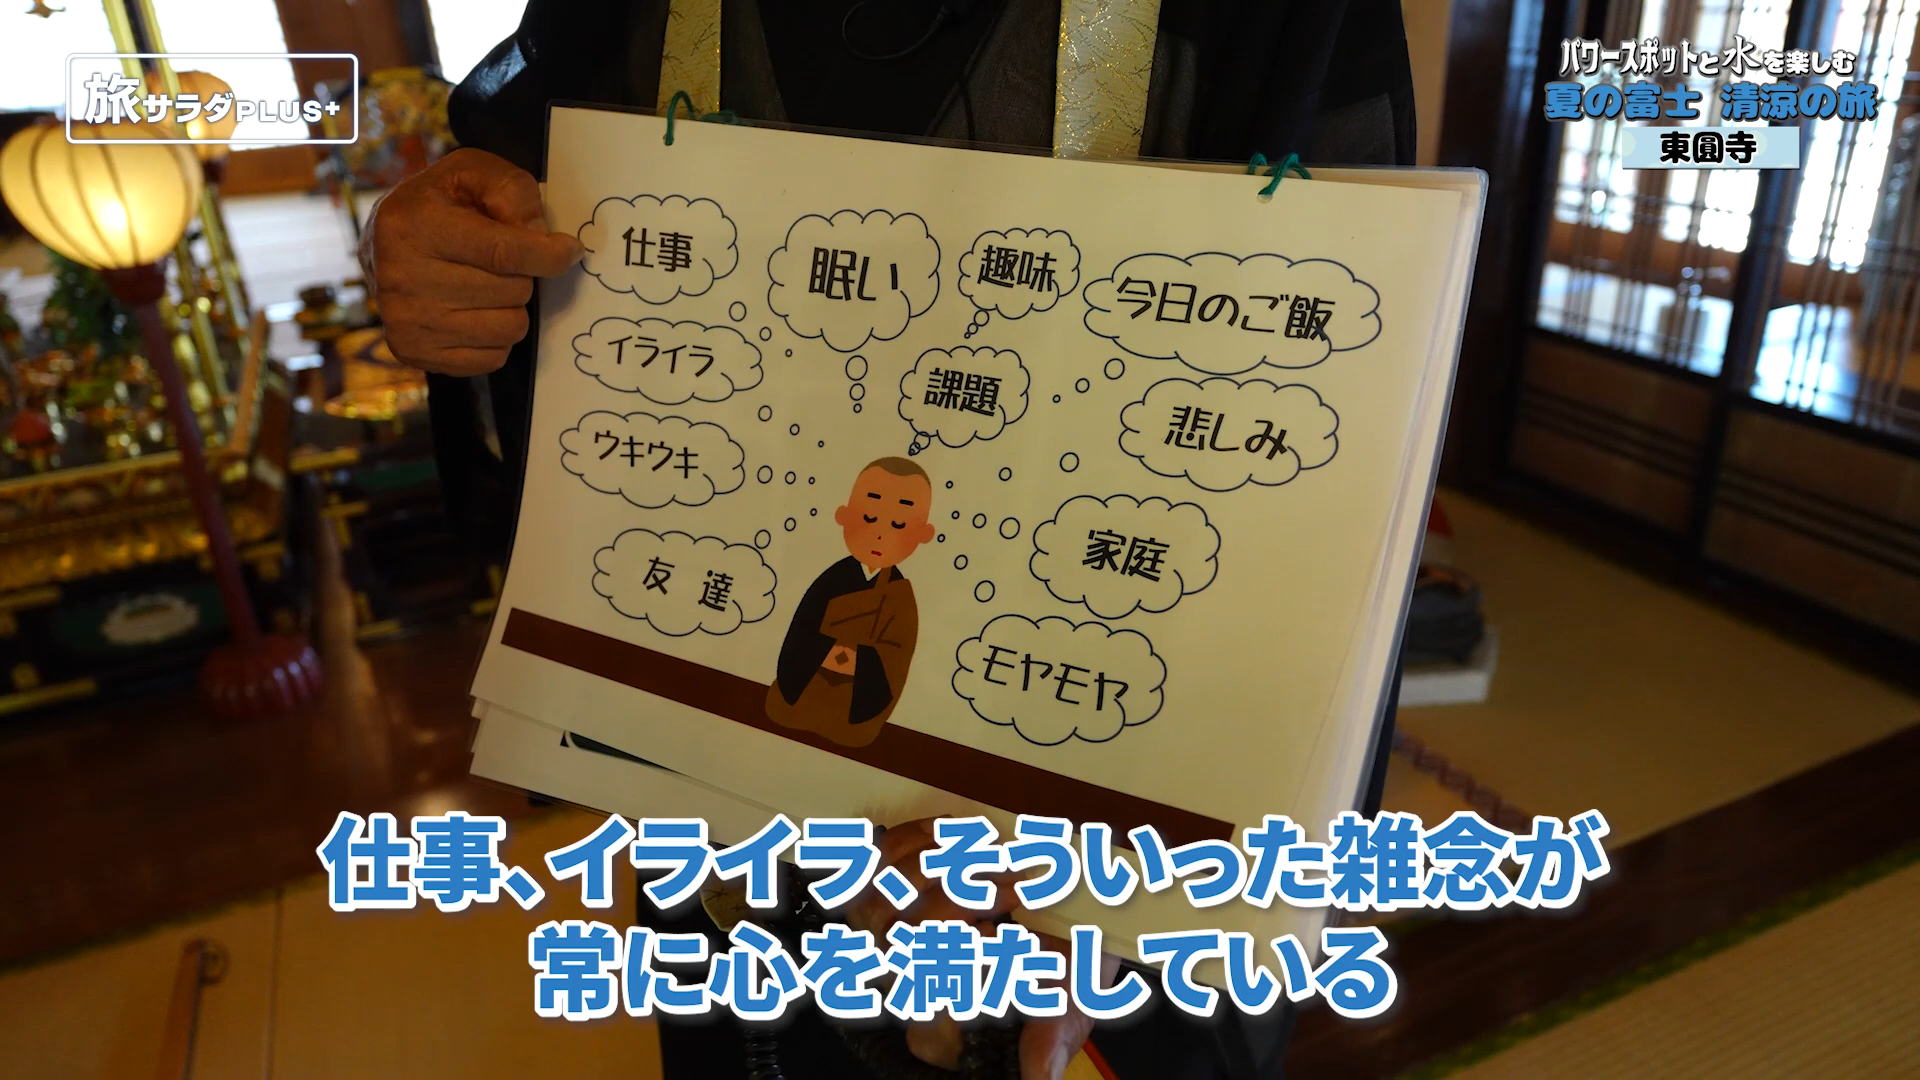 旅サラダPLUS+
パワースポットと水を楽しむ
夏の富士 清涼の旅
東圓寺
仕事
眠い
趣味
今日のご飯
イライラ
課題
悲しみ
ウキウキ
家庭
友達
モヤモヤ
仕事、イライラ、そういった雑念が
常に心を満たしている